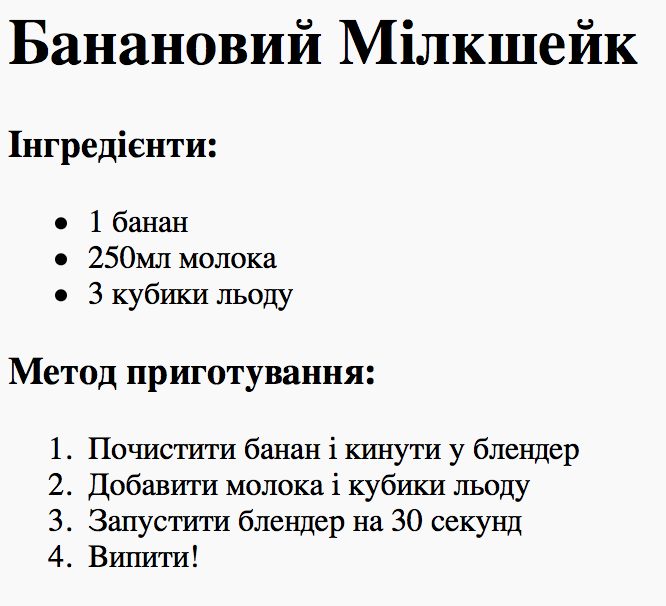 Банановий Мілкшейк
Інгредієнти:
• 1 банан
• 250мл молока
• 3 кубики льоду
Метод приготування:
1. Почистити банан і кинути у блендер
2. Добавити молока і кубики льоду
3. Запустити блендер на 30 секунд
4. Випити!